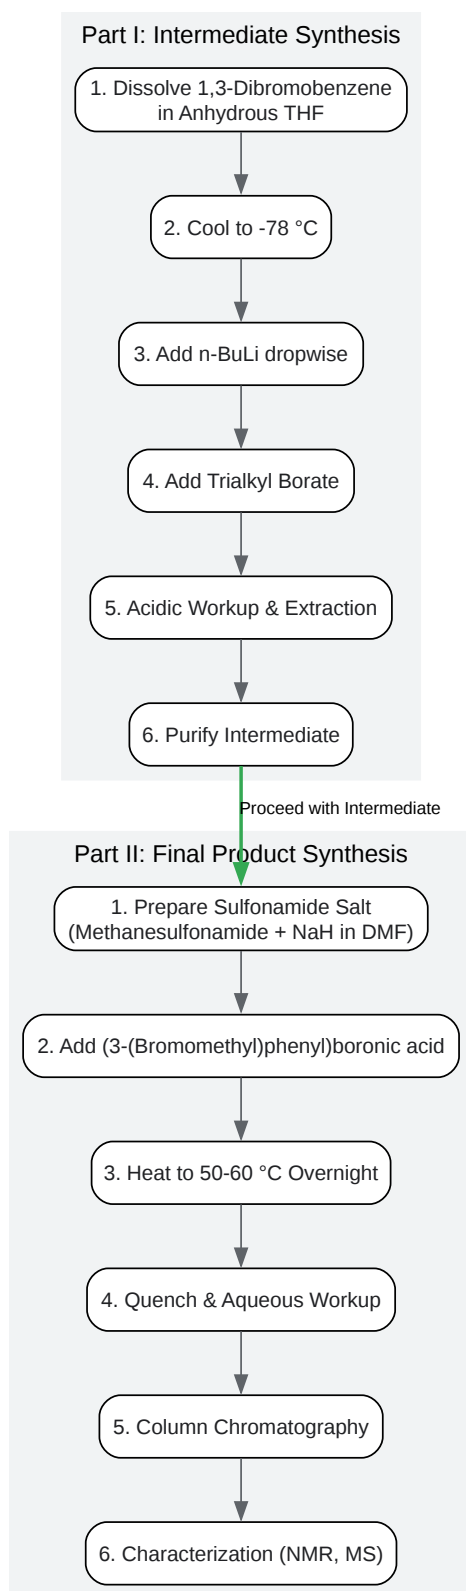 Part I: Intermediate Synthesis
1. Dissolve 1,3-Dibromobenzene
in Anhydrous THF
2. Cool to -78 °C
3. Add n-BuLi dropwise
4. Add Trialkyl Borate
5. Acidic Workup & Extraction
6. Purify Intermediate
Proceed with Intermediate
Part II: Final Product Synthesis
1. Prepare Sulfonamide Salt
(Methanesulfonamide + NaH in DMF)
2. Add (3-(Bromomethyl)phenyl)boronic acid
3. Heat to 50-60 °C Overnight
4. Quench & Aqueous Workup
5. Column Chromatography
6. Characterization (NMR, MS)